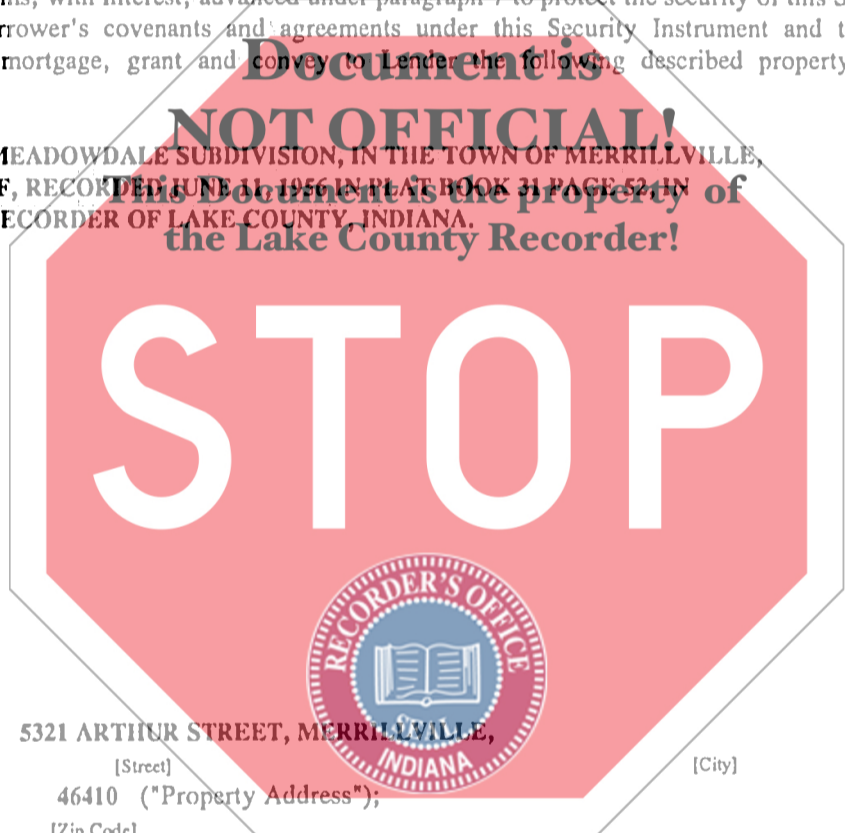 ms, with interest, advanced under paragraph 7 to protect the security of this S
rrower's covenants and agreements under this Security Instrument and t
mortgage, grant and convey to Lender the following described property
Document is
NOT OFFICIAL!
MEADOWDALE SUBDIVISION, IN THE TOWN OF MERRILLVILLE,
F, RECORDED JUNE 11, 1956 IN PLAT BOOK 31 PAGE 52, IN
This Document is the property of
ECORDER OF LAKE COUNTY, INDIANA.
the Lake County Recorder!
STOP
RECORDER'S OFFICE
SEAL
INDIANA
5321 ARTHUR STREET, MERRILLVILLE,
[Street]
[City]
46410 ("Property Address");
[Zip Code]